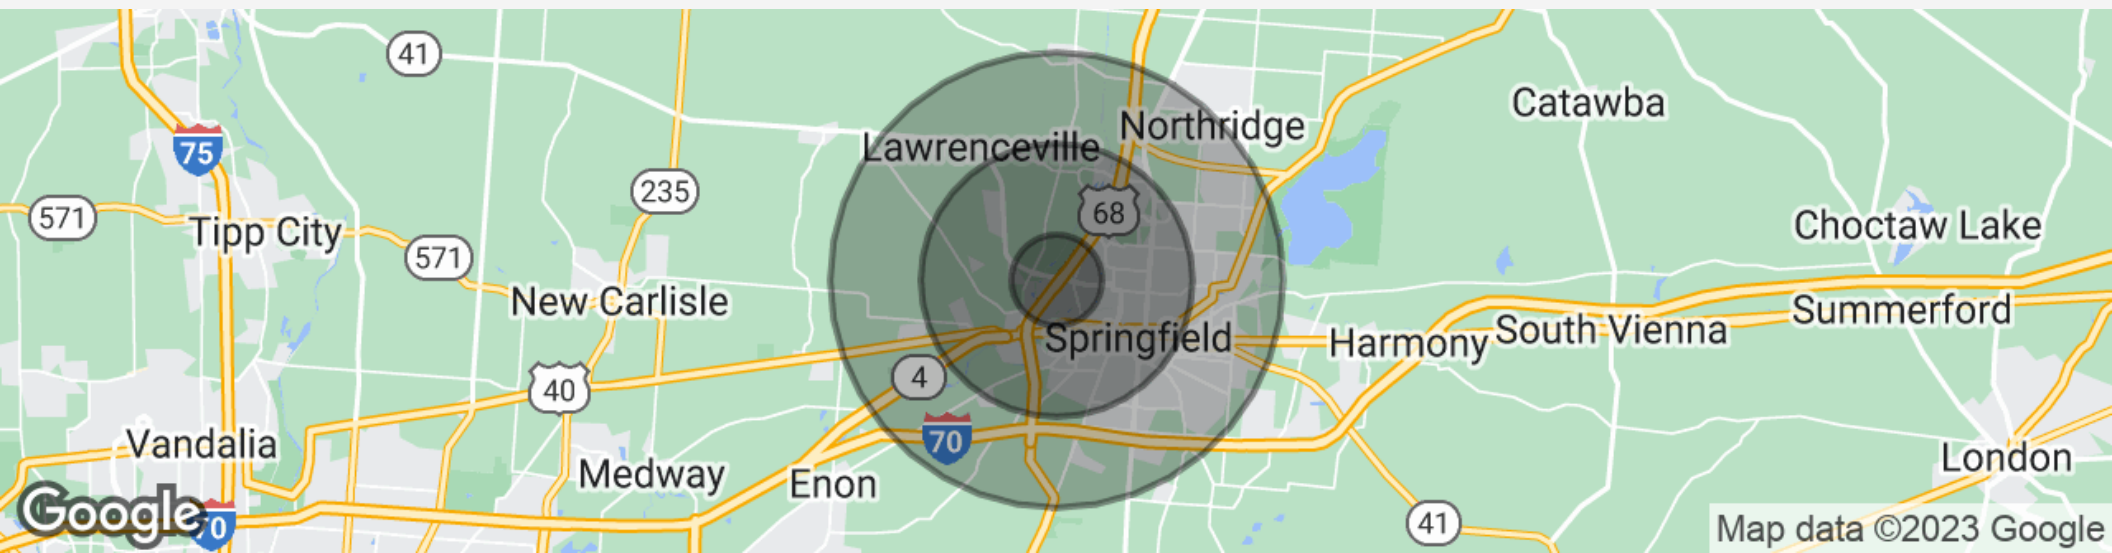 41
Catawba
Northridge
Lawrenceville
75
235
571
68
Tipp City
Choctaw Lake
571
New Carlisle
Summerford
South Vienna
Springfield
Harmony
4
40
Vandalia
70
London
Medway
Enon
Google
70
41
Map data ©2023 Google